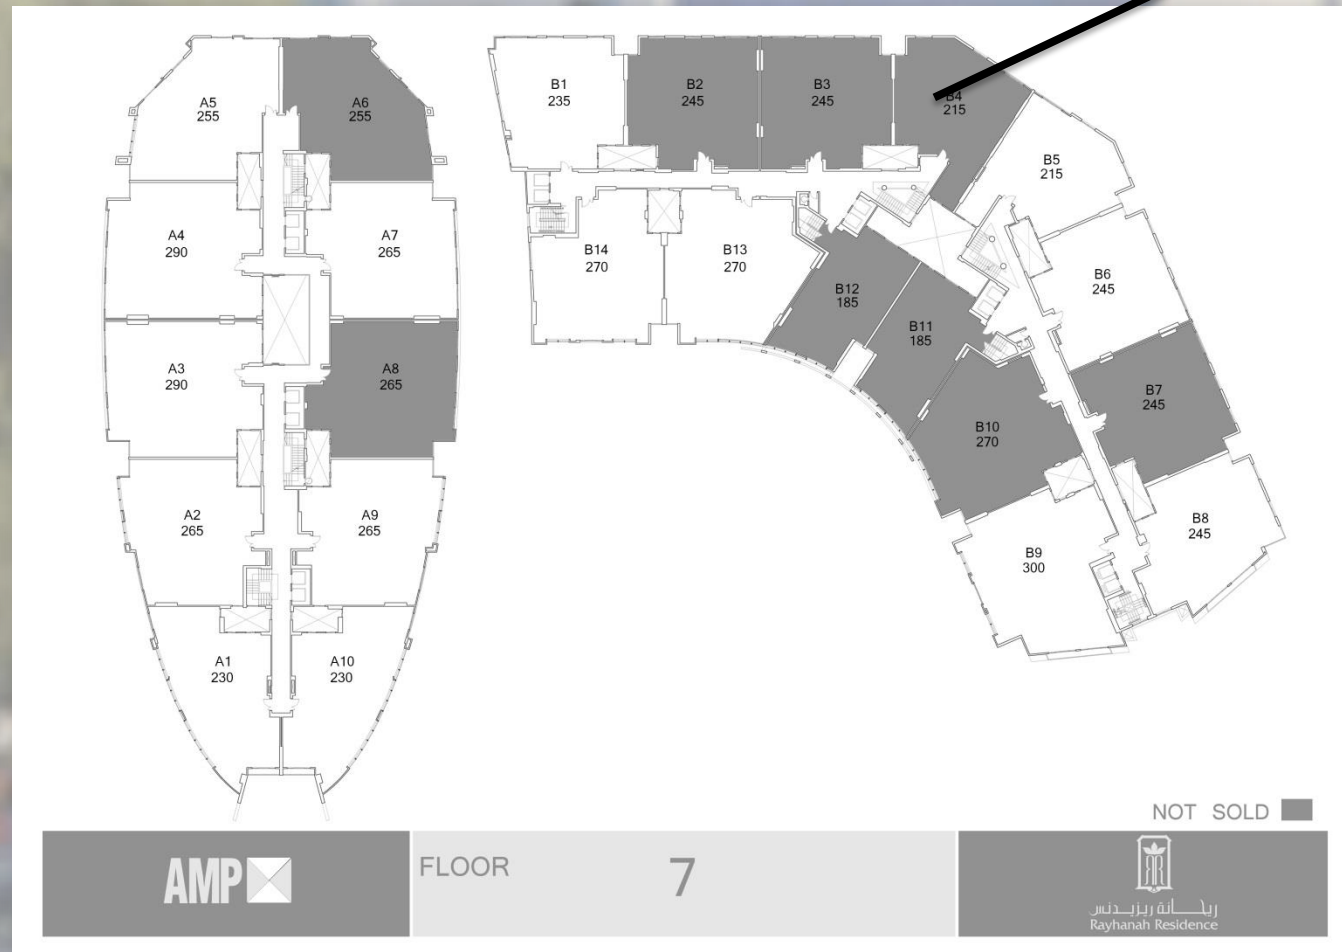 A5
255
A6
255
A4
290
A7
265
A3
290
A8
265
A2
265
A9
265
A1
230
A10
230
B1
235
B2
245
B3
245
B4
215
B5
215
B14
270
B13
270
B12
185
B11
185
B6
245
B7
245
B10
270
B8
245
B9
300
NOT SOLD
AMP
FLOOR 7
ريحانة ريزيدنس
Rayhanah Residence